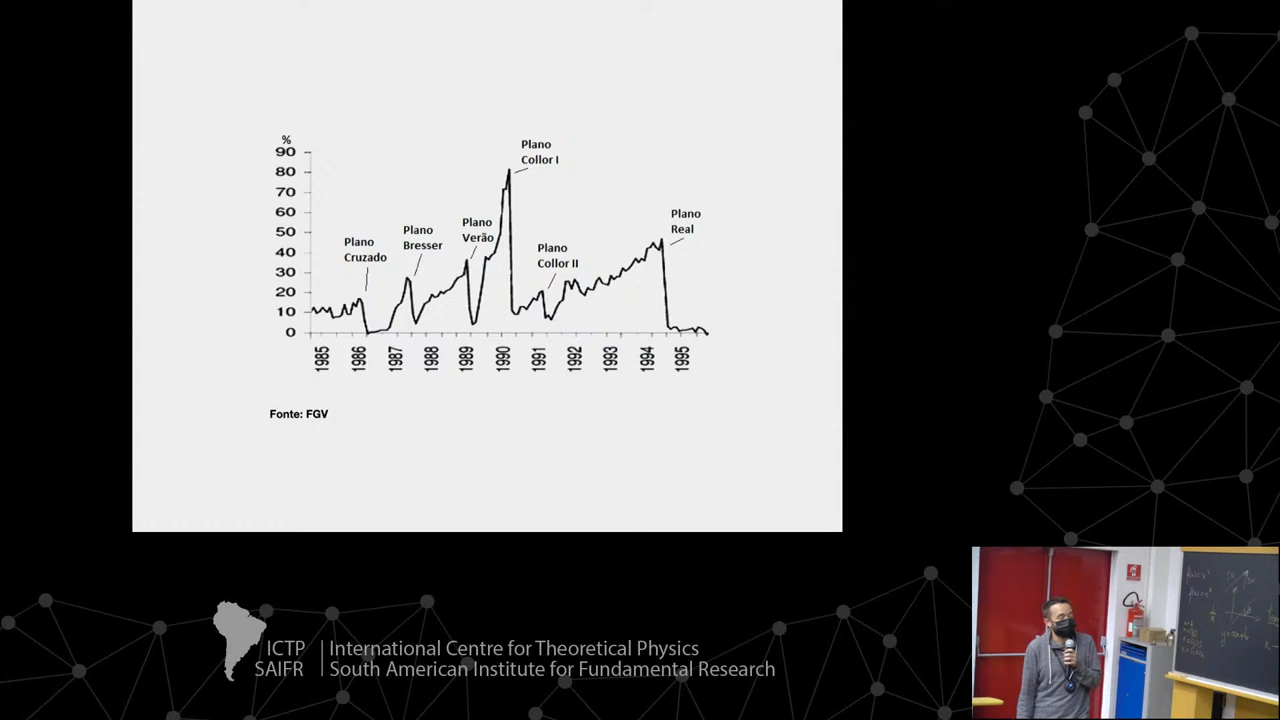 %
90
80
70
60
50
40
30
20
10
0
Plano
Cruzado
Plano
Bresser
Plano
Verão
Plano
Collor I
Plano
Collor II
Plano
Real
1985
1986
1987
1988
1989
1990
1991
1992
1993
1994
1995
Fonte: FGV
ICTP
SAIFR
International Centre for Theoretical Physics
South American Institute for Fundamental Research